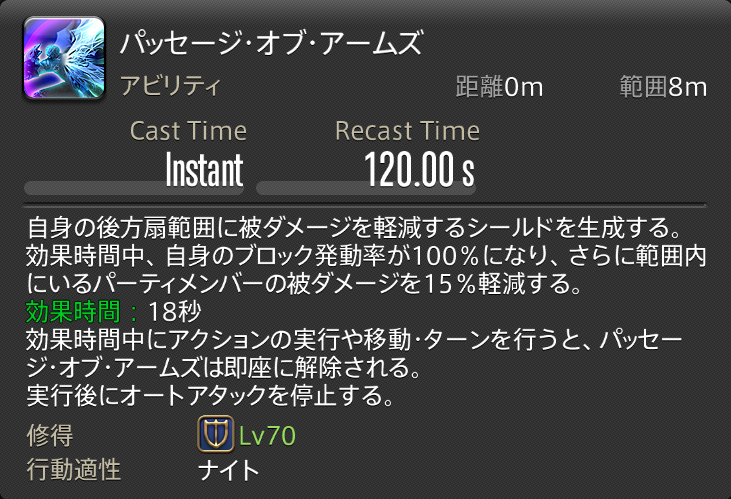 パッセージ・オブ・アームズ
アビリティ 距離0m 範囲8m
Cast Time Recast Time
Instant 120.00 s
自身の後方扇範囲に被ダメージを軽減するシールドを生成する。
効果時間中、自身のブロック発動率が100％になり、さらに範囲内
にいるパーティメンバーの被ダメージを15％軽減する。
効果時間：18秒
効果時間中にアクションの実行や移動・ターンを行うと、パッセー
ジ・オブ・アームズは即座に解除される。
実行後にオートアタックを停止する。
修得 Lv70
行動適性 ナイト